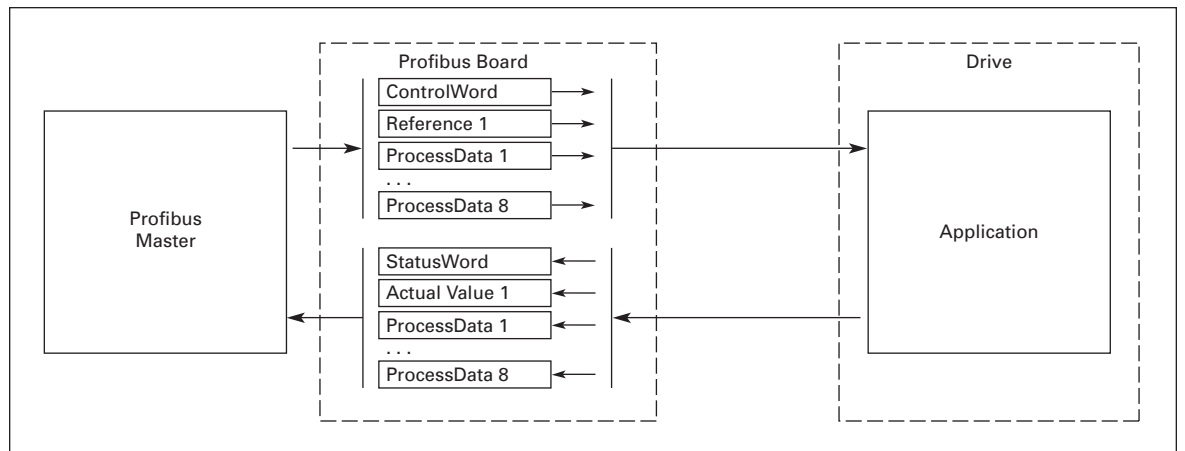 Profibus Board
Drive
ControlWord
Reference 1
ProcessData 1
...
ProcessData 8
Profibus
Master
Application
StatusWord
Actual Value 1
ProcessData 1
...
ProcessData 8